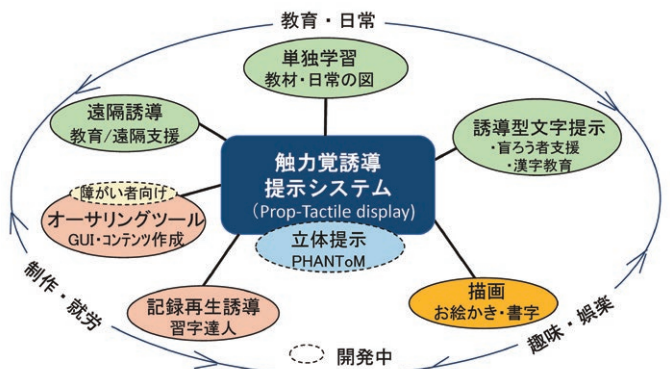 教育・日常
単独学習
教材・日常の図
遠隔誘導
教育/遠隔支援
誘導型文字提示
・盲ろう者支援
・漢字教育
触力覚誘導
提示システム
(Prop-Tactile display)
障がい者向け
オーサリングツール
GUI・コンテンツ作成
立体提示
PHANToM
制作・就労
記録再生誘導
習字達人
描画
お絵かき・書字
趣味・娯楽
開発中